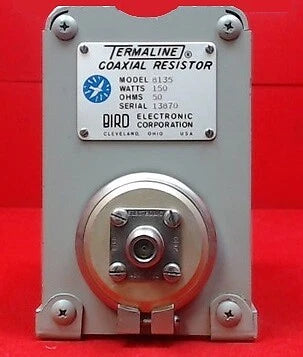 TERMALINE®
COAXIAL RESISTOR
MODEL 8135
WATTS 150
OHMS 50
SERIAL 13870
BIRD ELECTRONIC
CORPORATION
CLEVELAND, OHIO USA